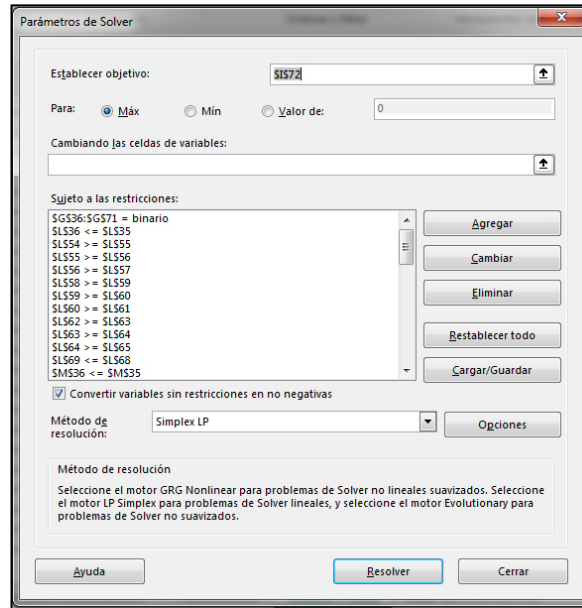 Parámetros de Solver
Establecer objetivo: $I$72
Para: Máx Mín Valor de: 0
Cambiando las celdas de variables:
Sujeto a las restricciones:
$G$36:$G$71 = binario
$L$36 <= $L$35
$L$54 >= $L$55
$L$55 >= $L$56
$L$56 >= $L$57
$L$58 >= $L$59
$L$59 >= $L$60
$L$60 >= $L$61
$L$62 >= $L$63
$L$63 >= $L$64
$L$64 >= $L$65
$L$69 <= $L$68
$M$36 <= $M$35
Agregar
Cambiar
Eliminar
Restablecer todo
Cargar/Guardar
Convertir variables sin restricciones en no negativas
Método de resolución: Simplex LP
Opciones
Método de resolución
Seleccione el motor GRG Nonlinear para problemas de Solver no lineales suavizados. Seleccione
el motor LP Simplex para problemas de Solver lineales, y seleccione el motor Evolutionary para
problemas de Solver no suavizados.
Ayuda Resolver Cerrar